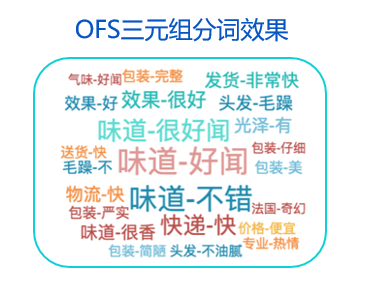 OFS三元组分词效果
气味-好闻 包装-完整 发货-非常快
效果-好 效果-很好 头发-毛躁
味道-很好闻 光泽-有
送货-快 味道-好闻 包装-仔细
毛躁-不 包装-美
物流-快 味道-不错 法国-奇幻
包装-严实
味道-很香 快递-快 价格-便宜
专业-热情
包装-简陋 头发-不油腻